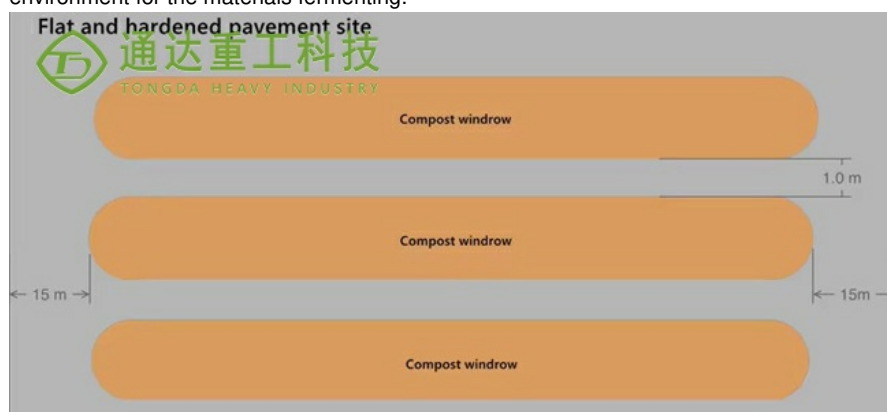 environment for the materials fermenting.
Flat and hardened pavement site
通达重工科技
TONGDA HEAVY INDUSTRY
Compost windrow
1.0 m
Compost windrow
15 m
15m
Compost windrow